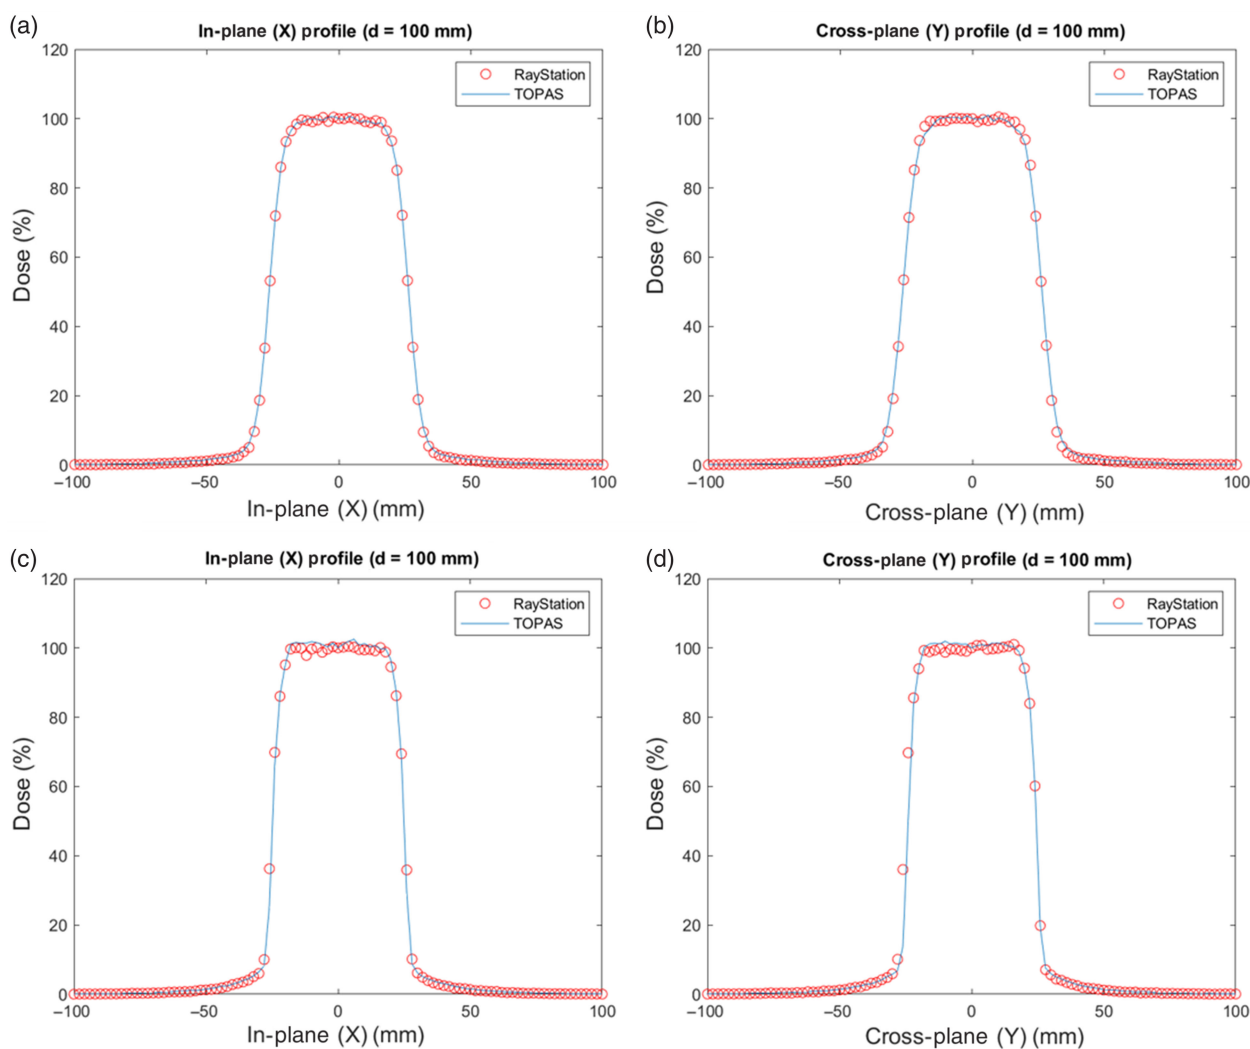 (a)
In-plane (X) profile (d = 100 mm)
120
100
80
60
40
20
0
Dose (%)
RayStation
TOPAS
−100
−50
0
50
100
In-plane (X) (mm)
(b)
Cross-plane (Y) profile (d = 100 mm)
120
100
80
60
40
20
0
Dose (%)
RayStation
TOPAS
−100
−50
0
50
100
Cross-plane (Y) (mm)
(c)
In-plane (X) profile (d = 100 mm)
120
100
80
60
40
20
0
Dose (%)
RayStation
TOPAS
−100
−50
0
50
100
In-plane (X) (mm)
(d)
Cross-plane (Y) profile (d = 100 mm)
120
100
80
60
40
20
0
Dose (%)
RayStation
TOPAS
−100
−50
0
50
100
Cross-plane (Y) (mm)